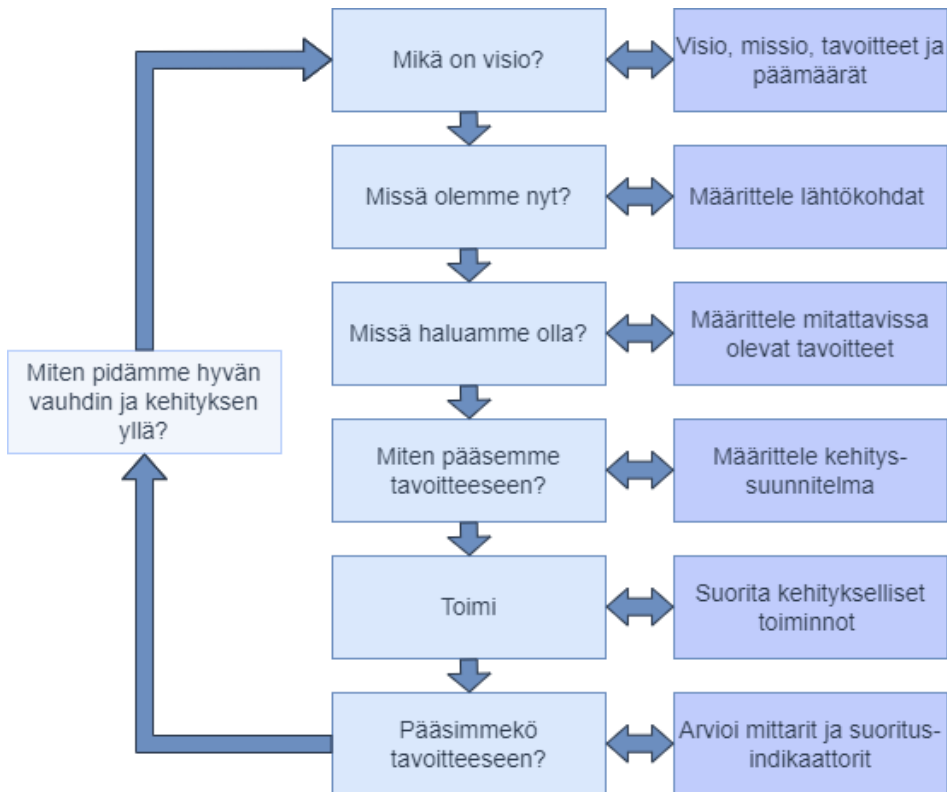 Mikä on visio?
Visio, missio, tavoitteet ja
päämäärät
Missä olemme nyt?
Määrittele lähtökohdat
Missä haluamme olla?
Määrittele mitattavissa
olevat tavoitteet
Miten pidämme hyvän
vauhdin ja kehityksen
yllä?
Miten pääsemme
tavoitteeseen?
Määrittele kehitys-
suunnitelma
Toimi
Suorita kehitykselliset
toiminnot
Pääsimmekö
tavoitteeseen?
Arvioi mittarit ja suoritus-
indikaattorit